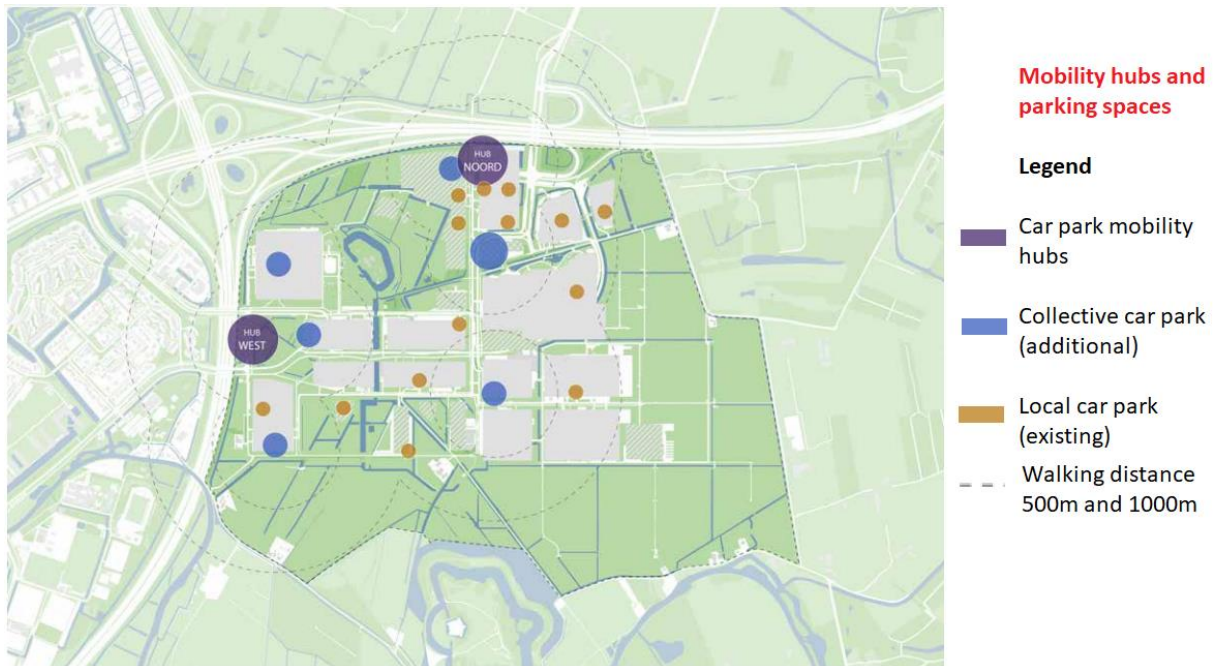 HUB
NOORD
HUB
WEST
Mobility hubs and
parking spaces
Legend
Car park mobility
hubs
Collective car park
(additional)
Local car park
(existing)
Walking distance
500m and 1000m